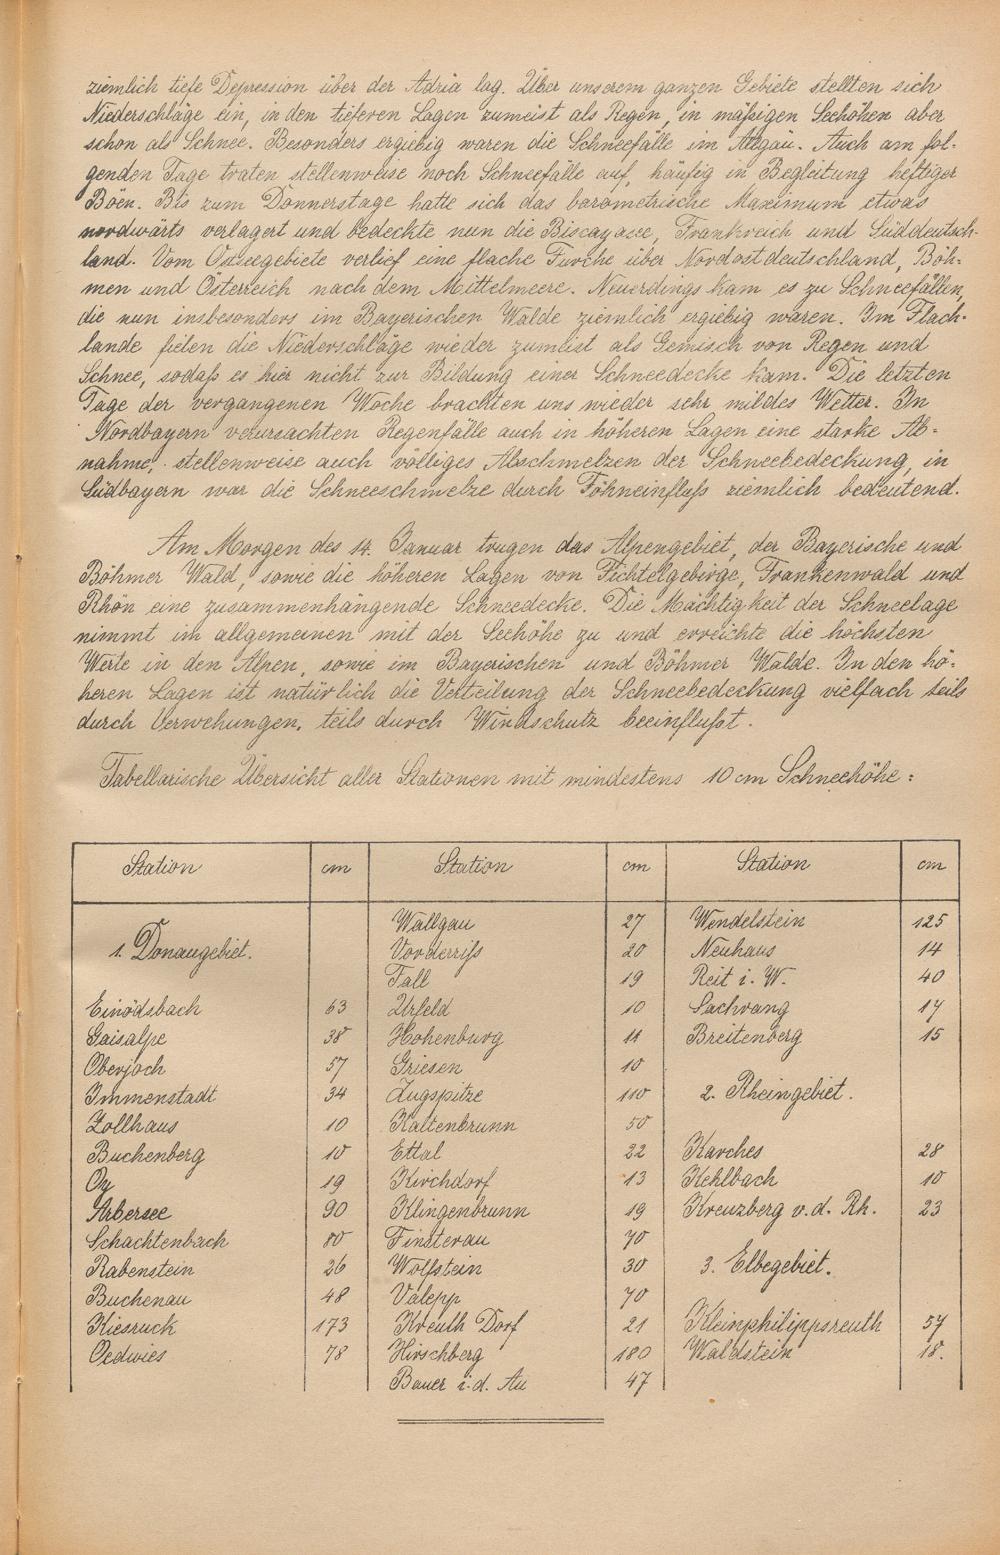 ziemlich tiefe Depression über der Adria lag. Über unserem ganzen Gebiete stellten sich
Niederschläge ein, in den tieferen Lagen zumeist als Regen, in mäßigen Seehöhen aber
schon als Schnee. Besonders ergiebig waren die Schneefälle im Allgäu. Auch am fol-
genden Tage traten stellenweise noch Schneefälle auf, häufig in Begleitung heftiger
Böen. Bis zum Donnerstage hatte sich das barometrische Maximum etwas
nordwärts verlagert und bedeckte nun die Biscayasee, Frankreich und Süddeutsch-
land. Vom Ostseegebiete verlief eine flache Furche über Nordostdeutschland, Böh-
men und Österreich nach dem Mittelmeere. Neuerdings kam es zu Schneefällen,
die nun insbesonders im Bayerischen Walde ziemlich ergiebig waren. Im Flach-
lande fielen die Niederschläge wieder zumeist als Gemisch von Regen und
Schnee, sodaß es hier nicht zur Bildung einer Schneedecke kam. Die letzten
Tage der vergangenen Woche brachten uns wieder sehr mildes Wetter. In
Nordbayern verursachten Regenfälle auch in höheren Lagen eine starke Ab-
nahme, stellenweise auch völliges Abschmelzen der Schneebedeckung, in
Südbayern war die Schneeschmelze durch Föhneinfluß ziemlich bedeutend.
Am Morgen des 14. Januar trugen das Alpengebiet, der Bayerische und
Böhmer Wald, sowie die höheren Lagen von Fichtelgebirge, Frankenwald und
Rhön eine zusammenhängende Schneedecke. Die Mächtigkeit der Schneelage
nimmt im allgemeinen mit der Seehöhe zu und erreichte die höchsten
Werte in den Alpen, sowie im Bayerischen und Böhmer Walde. In den hö-
heren Lagen ist natürlich die Verteilung der Schneebedeckung vielfach teils
durch Verwehungen, teils durch Windschutz beeinflußt.
Tabellarische Übersicht aller Stationen mit mindestens 10 cm Schneehöhe:
Station cm Station cm Station cm
Wallgau 27 Wendelstein 125
1. Donaugebiet. Vorderriß 20 Neuhaus 14
Fall 19 Reit i. W. 40
Einödsbach 63 Urfeld 10 Sachrang 17
Gaisalpe 38 Hohenburg 11 Breitenberg 15
Oberjoch 57 Griesen 10
Immenstadt 34 Zugspitze 110 2. Rheingebiet.
Zollhaus 10 Kaltenbrunn 50
Buchenberg 10 Ettal 22 Karches 28
Oy 19 Kirchdorf 13 Kehlbach 10
Arbersee 90 Klingenbrunn 19 Kreuzberg v. d. Rh. 23
Schachtenbach 80 Finsterau 70
Rabenstein 26 Wolfstein 30 3. Elbegebiet.
Buchenau 48 Valepp 70
Kiesruck 173 Kreuth Dorf 21 Kleinphilippsreuth 57
Oedwies 78 Hirschberg 180 Waldstein 18.
Bauer i. d. Au 47